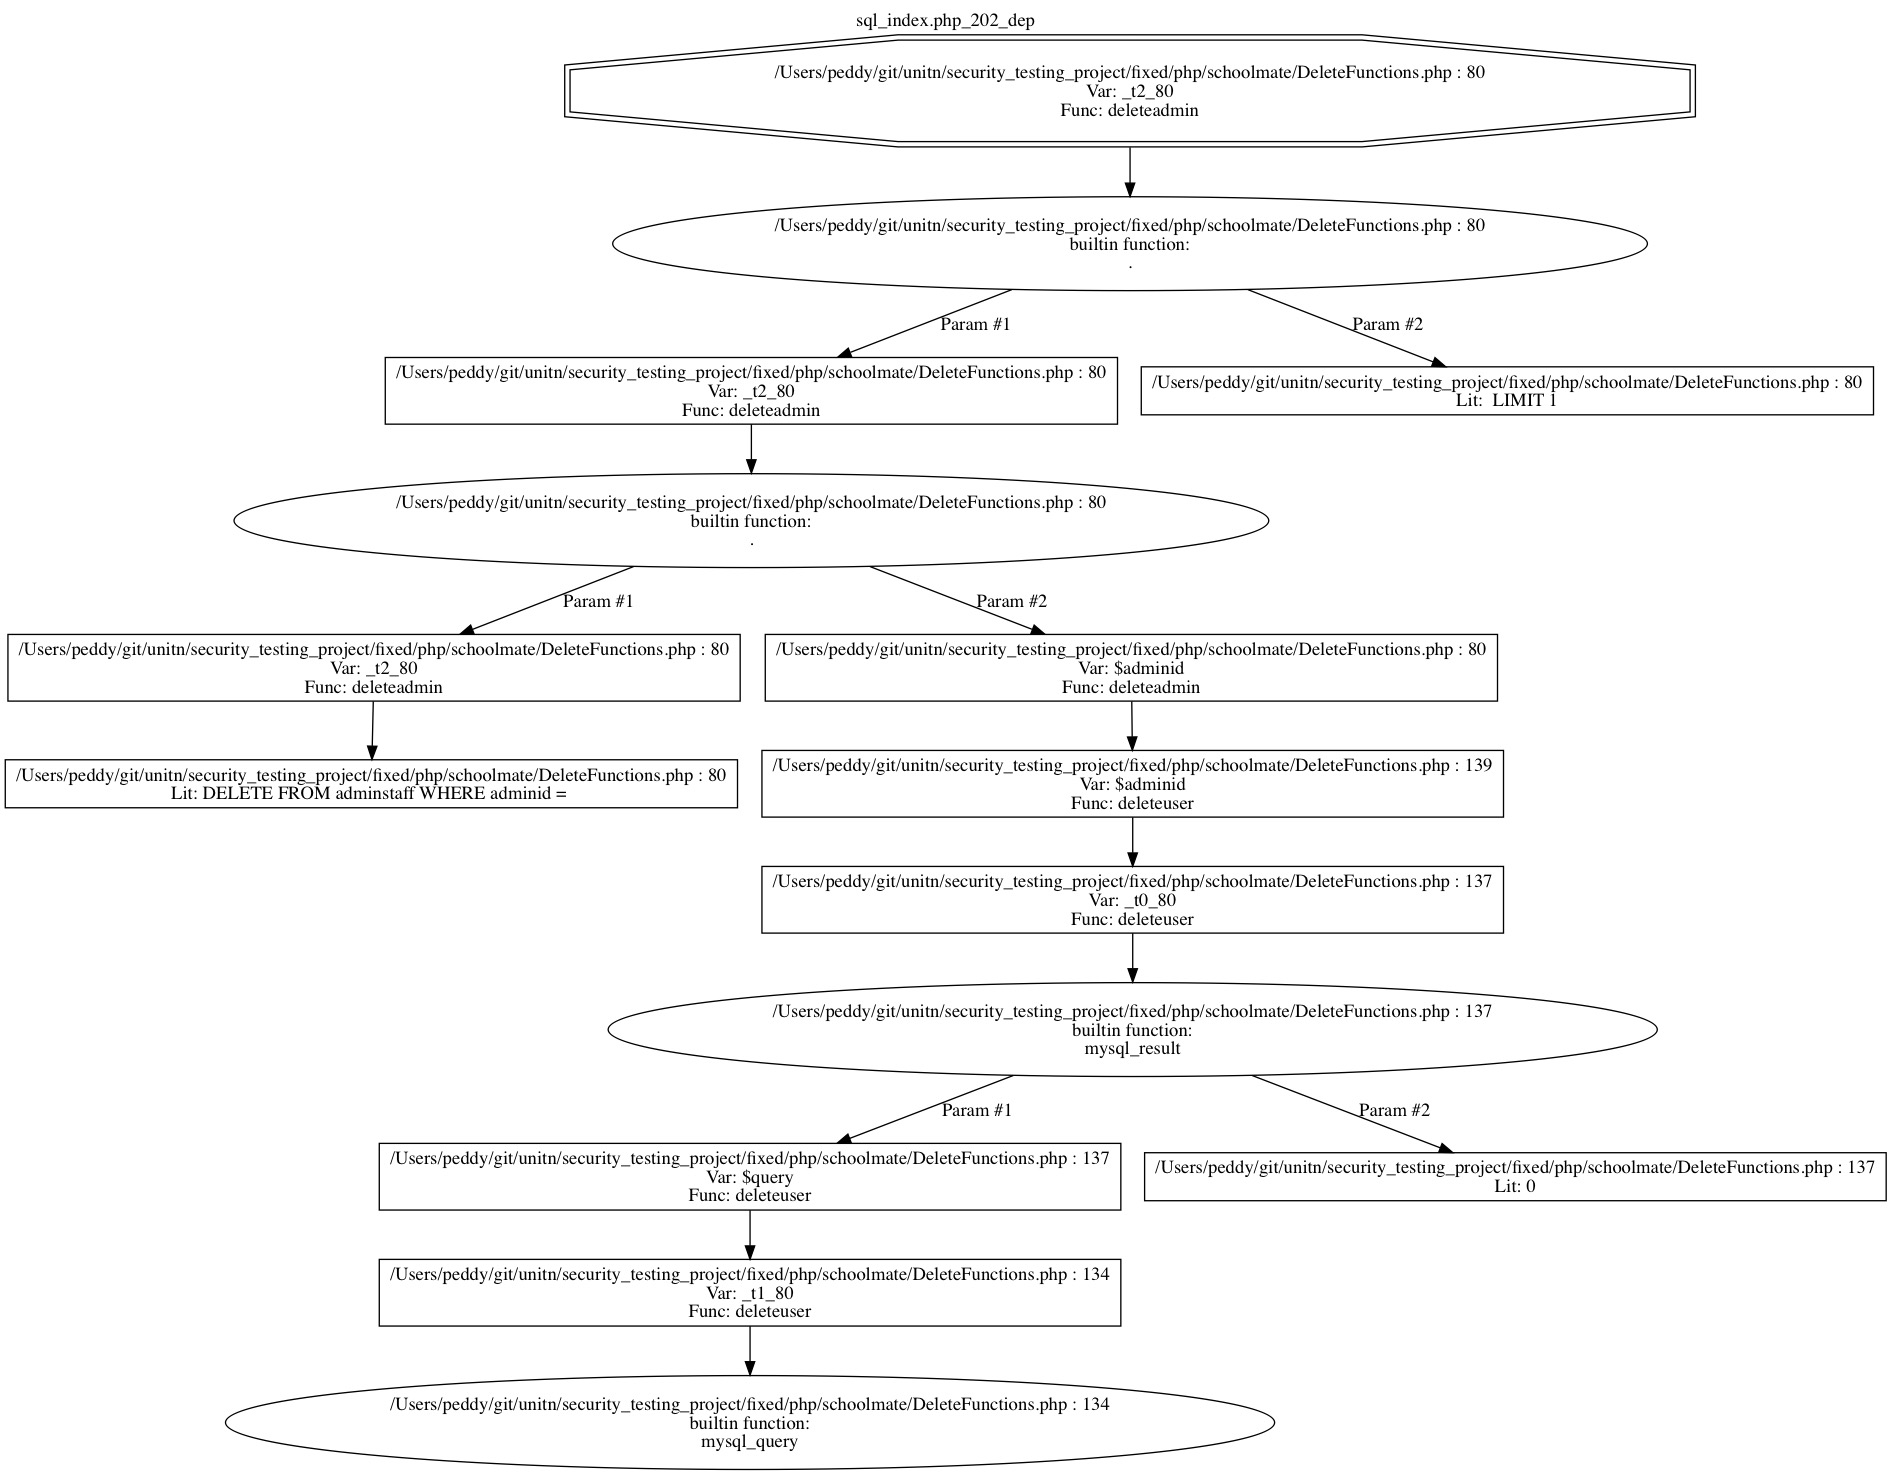 sql_index.php_202_dep
/Users/peddy/git/unitn/security_testing_project/fixed/php/schoolmate/DeleteFunctions.php : 80
Var: _t2_80
Func: deleteadmin
/Users/peddy/git/unitn/security_testing_project/fixed/php/schoolmate/DeleteFunctions.php : 80
builtin function:
.
Param #1
Param #2
/Users/peddy/git/unitn/security_testing_project/fixed/php/schoolmate/DeleteFunctions.php : 80
Var: _t2_80
Func: deleteadmin
/Users/peddy/git/unitn/security_testing_project/fixed/php/schoolmate/DeleteFunctions.php : 80
Lit:  LIMIT 1
/Users/peddy/git/unitn/security_testing_project/fixed/php/schoolmate/DeleteFunctions.php : 80
builtin function:
.
Param #1
Param #2
/Users/peddy/git/unitn/security_testing_project/fixed/php/schoolmate/DeleteFunctions.php : 80
Var: _t2_80
Func: deleteadmin
/Users/peddy/git/unitn/security_testing_project/fixed/php/schoolmate/DeleteFunctions.php : 80
Var: $adminid
Func: deleteadmin
/Users/peddy/git/unitn/security_testing_project/fixed/php/schoolmate/DeleteFunctions.php : 80
Lit: DELETE FROM adminstaff WHERE adminid =
/Users/peddy/git/unitn/security_testing_project/fixed/php/schoolmate/DeleteFunctions.php : 139
Var: $adminid
Func: deleteuser
/Users/peddy/git/unitn/security_testing_project/fixed/php/schoolmate/DeleteFunctions.php : 137
Var: _t0_80
Func: deleteuser
/Users/peddy/git/unitn/security_testing_project/fixed/php/schoolmate/DeleteFunctions.php : 137
builtin function:
mysql_result
Param #1
Param #2
/Users/peddy/git/unitn/security_testing_project/fixed/php/schoolmate/DeleteFunctions.php : 137
Var: $query
Func: deleteuser
/Users/peddy/git/unitn/security_testing_project/fixed/php/schoolmate/DeleteFunctions.php : 137
Lit: 0
/Users/peddy/git/unitn/security_testing_project/fixed/php/schoolmate/DeleteFunctions.php : 134
Var: _t1_80
Func: deleteuser
/Users/peddy/git/unitn/security_testing_project/fixed/php/schoolmate/DeleteFunctions.php : 134
builtin function:
mysql_query